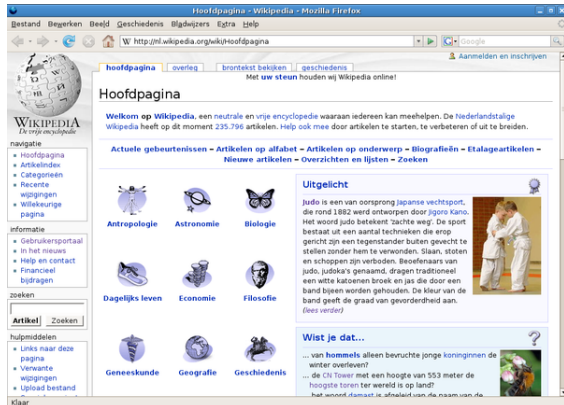 Hoofdpagina - Wikipedia - Mozilla Firefox
Bestand Bewerken Beeld Geschiedenis Bladwijzers Extra Help
W http://nl.wikipedia.org/wiki/Hoofdpagina
G Google
Aanmelden en inschrijven
hoofdpagina overleg brontekst bekijken geschiedenis
Met uw steun houden wij Wikipedia online!
Hoofdpagina
WIKIPEDIA
De vrije encyclopedie
Welkom op Wikipedia, een neutrale en vrije encyclopedie waaraan iedereen kan meehelpen. De Nederlandstalige
Wikipedia heeft op dit moment 235.796 artikelen. Help ook mee door artikelen te starten, te verbeteren of uit te breiden.
Actuele gebeurtenissen – Artikelen op alfabet – Artikelen op onderwerp – Biografieën – Etalageartikelen –
Nieuwe artikelen – Overzichten en lijsten – Zoeken
navigatie
Hoofdpagina
Artikelindex
Categorieën
Recente
wijzigingen
Willekeurige
pagina
informatie
Gebruikersportaal
In het nieuws
Help en contact
Financieel
bijdragen
zoeken
Artikel Zoeken
hulpmiddelen
Links naar deze
pagina
Verwante
wijzigingen
Upload bestand
Antropologie Astronomie Biologie
Dagelijks leven Economie Filosofie
Geneeskunde Geografie Geschiedenis
Uitgelicht
Judo is een van oorsprong Japanse vechtsport,
die rond 1882 werd ontworpen door Jigoro Kano.
Het woord judo betekent 'zachte weg'. De sport
bestaat uit een aantal technieken die erop
gericht zijn een tegenstander buiten gevecht te
stellen zonder hem te verwonden. Slaan, stoten
en schoppen zijn verboden. Beoefenaars van
judo, judoka's genaamd, dragen traditioneel
een witte katoenen broek en jas die door een
band bijeen worden gehouden. De kleur van de
band geeft de graad van gevorderdheid aan.
(lees verder)
Wist je dat...
... van hommels alleen bevruchte jonge koninginnen de
winter overleven?
... de CN Tower met een hoogte van 553 meter de
hoogste toren ter wereld is op land?
... het woord damast is afgeleid van de naam van de
Klaar